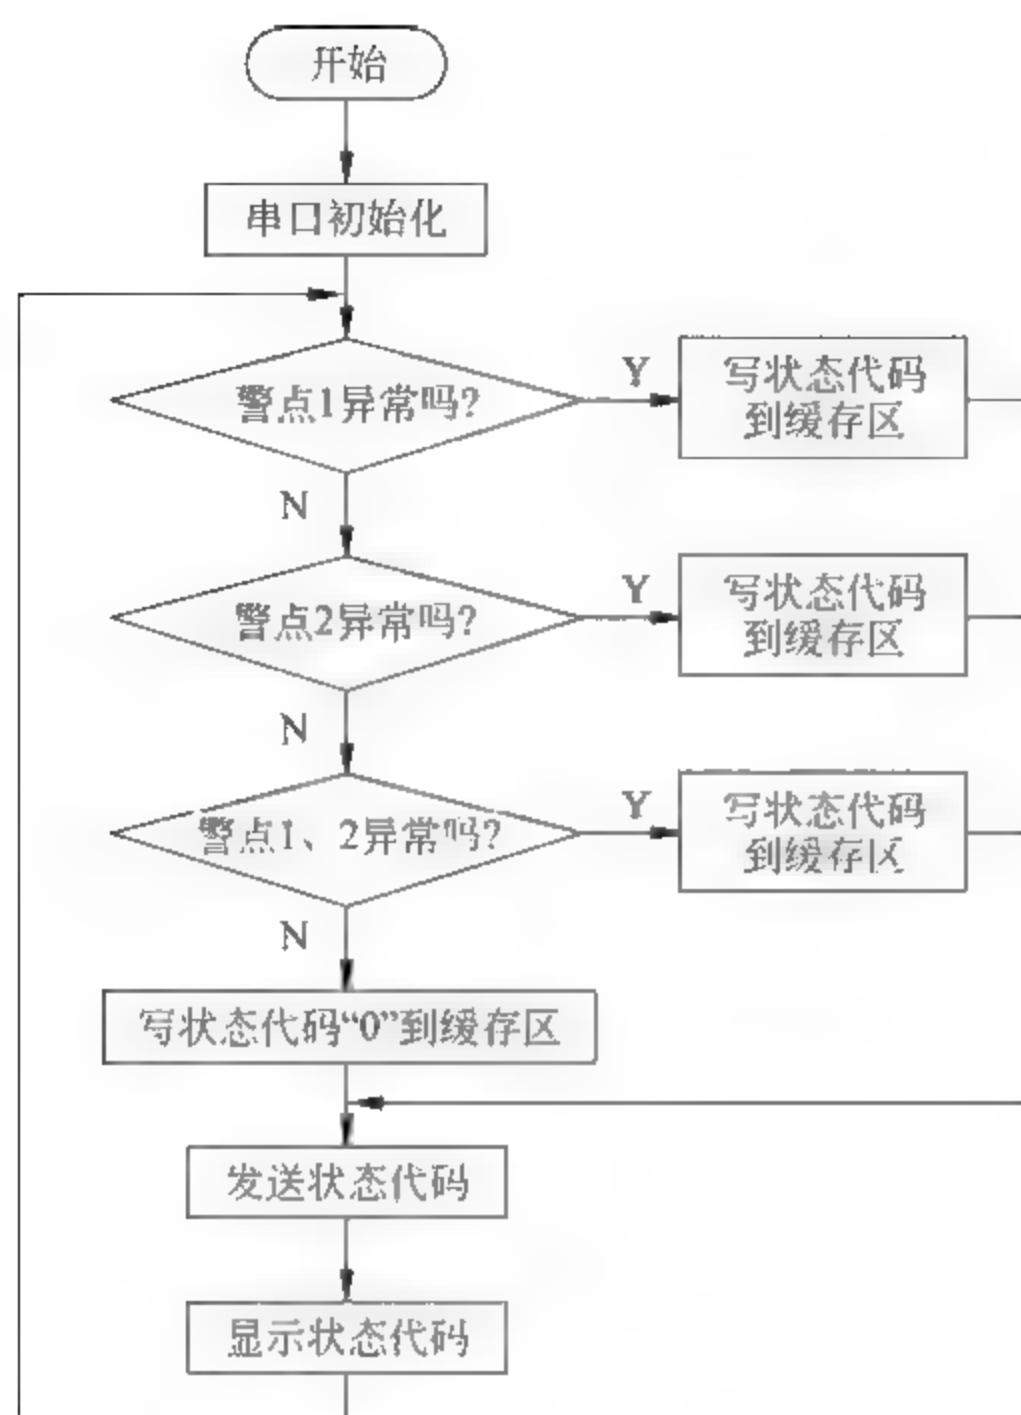 开始
串口初始化
警点1异常吗?
Y
写状态代码
到缓存区
N
警点2异常吗?
Y
写状态代码
到缓存区
N
警点1、2异常吗?
Y
写状态代码
到缓存区
N
写状态代码“0”到缓存区
发送状态代码
显示状态代码